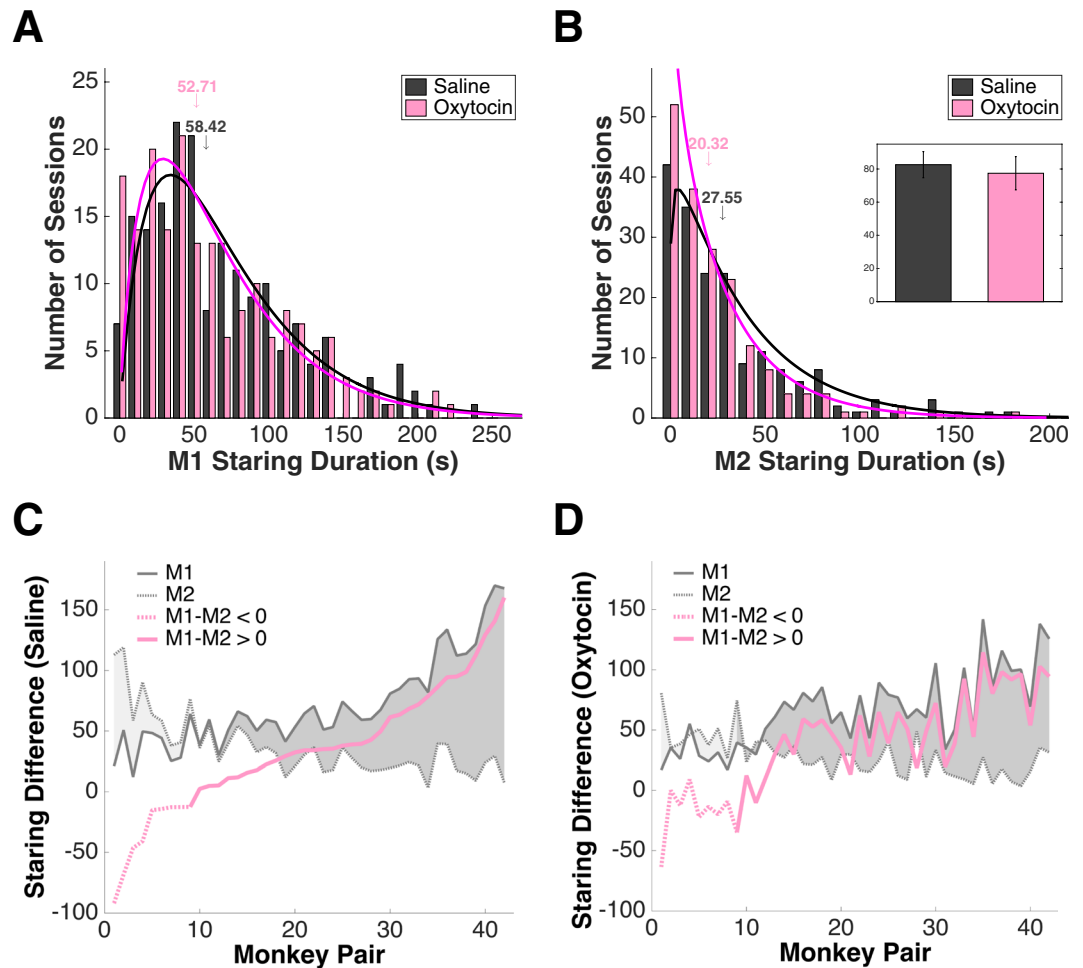 A
B
Number of Sessions
25
20
15
10
5
0
52.71
58.42
Saline
Oxytocin
0 50 100 150 200 250
M1 Staring Duration (s)
Number of Sessions
50
40
30
20
10
0
20.32
27.55
Saline
Oxytocin
80
60
40
20
0
0 50 100 150 200
M2 Staring Duration (s)
C
D
Staring Difference (Saline)
150
100
50
0
-50
-100
M1
M2
M1-M2 < 0
M1-M2 > 0
0 10 20 30 40
Monkey Pair
Staring Difference (Oxytocin)
150
100
50
0
-50
-100
M1
M2
M1-M2 < 0
M1-M2 > 0
0 10 20 30 40
Monkey Pair